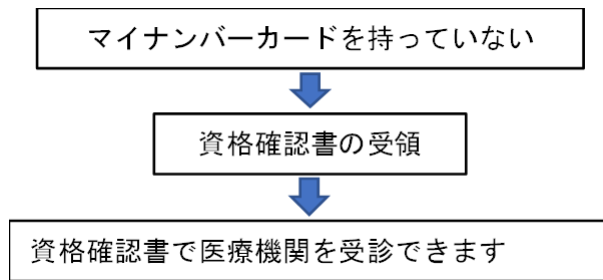 マイナンバーカードを持っていない
資格確認書の受領
資格確認書で医療機関を受診できます